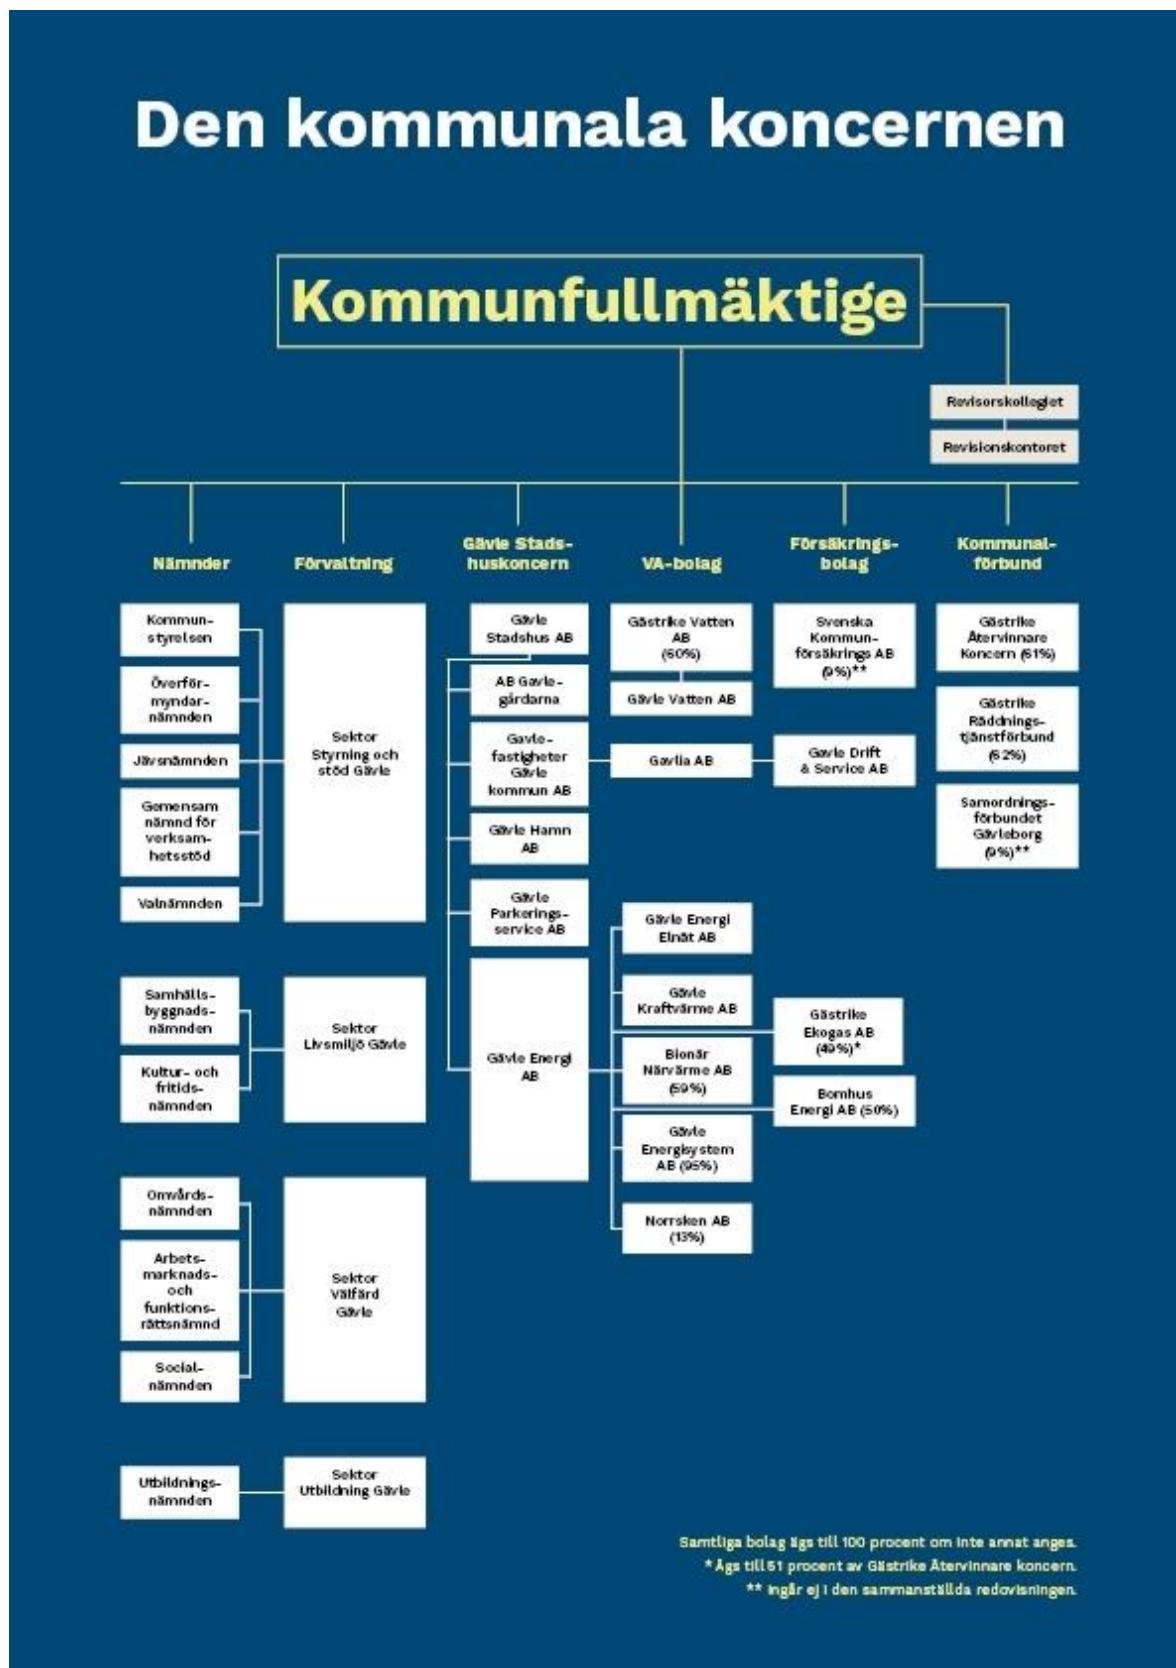 Den kommunala koncernen
Kommunfullmäktige
Revisorskollegiet
Revisionskontoret
Nämnder
Förvaltning
Gävle Stads-
huskoncern
VA-bolag
Försäkrings-
bolag
Kommunal-
förbund
Kommun-
styrelsen
Överför-
myndar-
nämnden
Jävsnämnden
Gemensam
nämnd för
verksam-
hetsstöd
Valnämnden
Sektor
Styrning och
stöd Gävle
Samhälls-
byggnads-
nämnden
Kultur- och
fritids-
nämnden
Sektor
Livsmiljö Gävle
Omvårds-
nämnden
Arbets-
marknads-
och
funktions-
rättsnämnd
Social-
nämnden
Sektor
Välfärd
Gävle
Utbildnings-
nämnden
Sektor
Utbildning Gävle
Gävle
Stadshus AB
AB Gavle-
gårdarna
Gavle-
fastigheter
Gävle
kommun AB
Gävle Hamn
AB
Gävle
Parkerings-
service AB
Gävle Energi
AB
Gästrike Vatten
AB
(60%)
Gävle Vatten AB
Gavlia AB
Gävle Energi
Elnät AB
Gävle
Kraftvärme AB
Bionär
Närvärme AB
(59%)
Gävle
Energisystem
AB (95%)
Norrsken AB
(13%)
Svenska
Kommun-
försäkrings AB
(9%)**
Gavle Drift
& Service AB
Gästrike
Ekogas AB
(49%)*
Bomhus
Energi AB (50%)
Gästrike
Återvinnare
Koncern (61%)
Gästrike
Räddnings-
tjänstförbund
(62%)
Samordnings-
förbundet
Gävleborg
(9%)**
Samtliga bolag ägs till 100 procent om inte annat anges.
* Ägs till 51 procent av Gästrike Återvinnare koncern.
** Ingår ej i den sammanställda redovisningen.